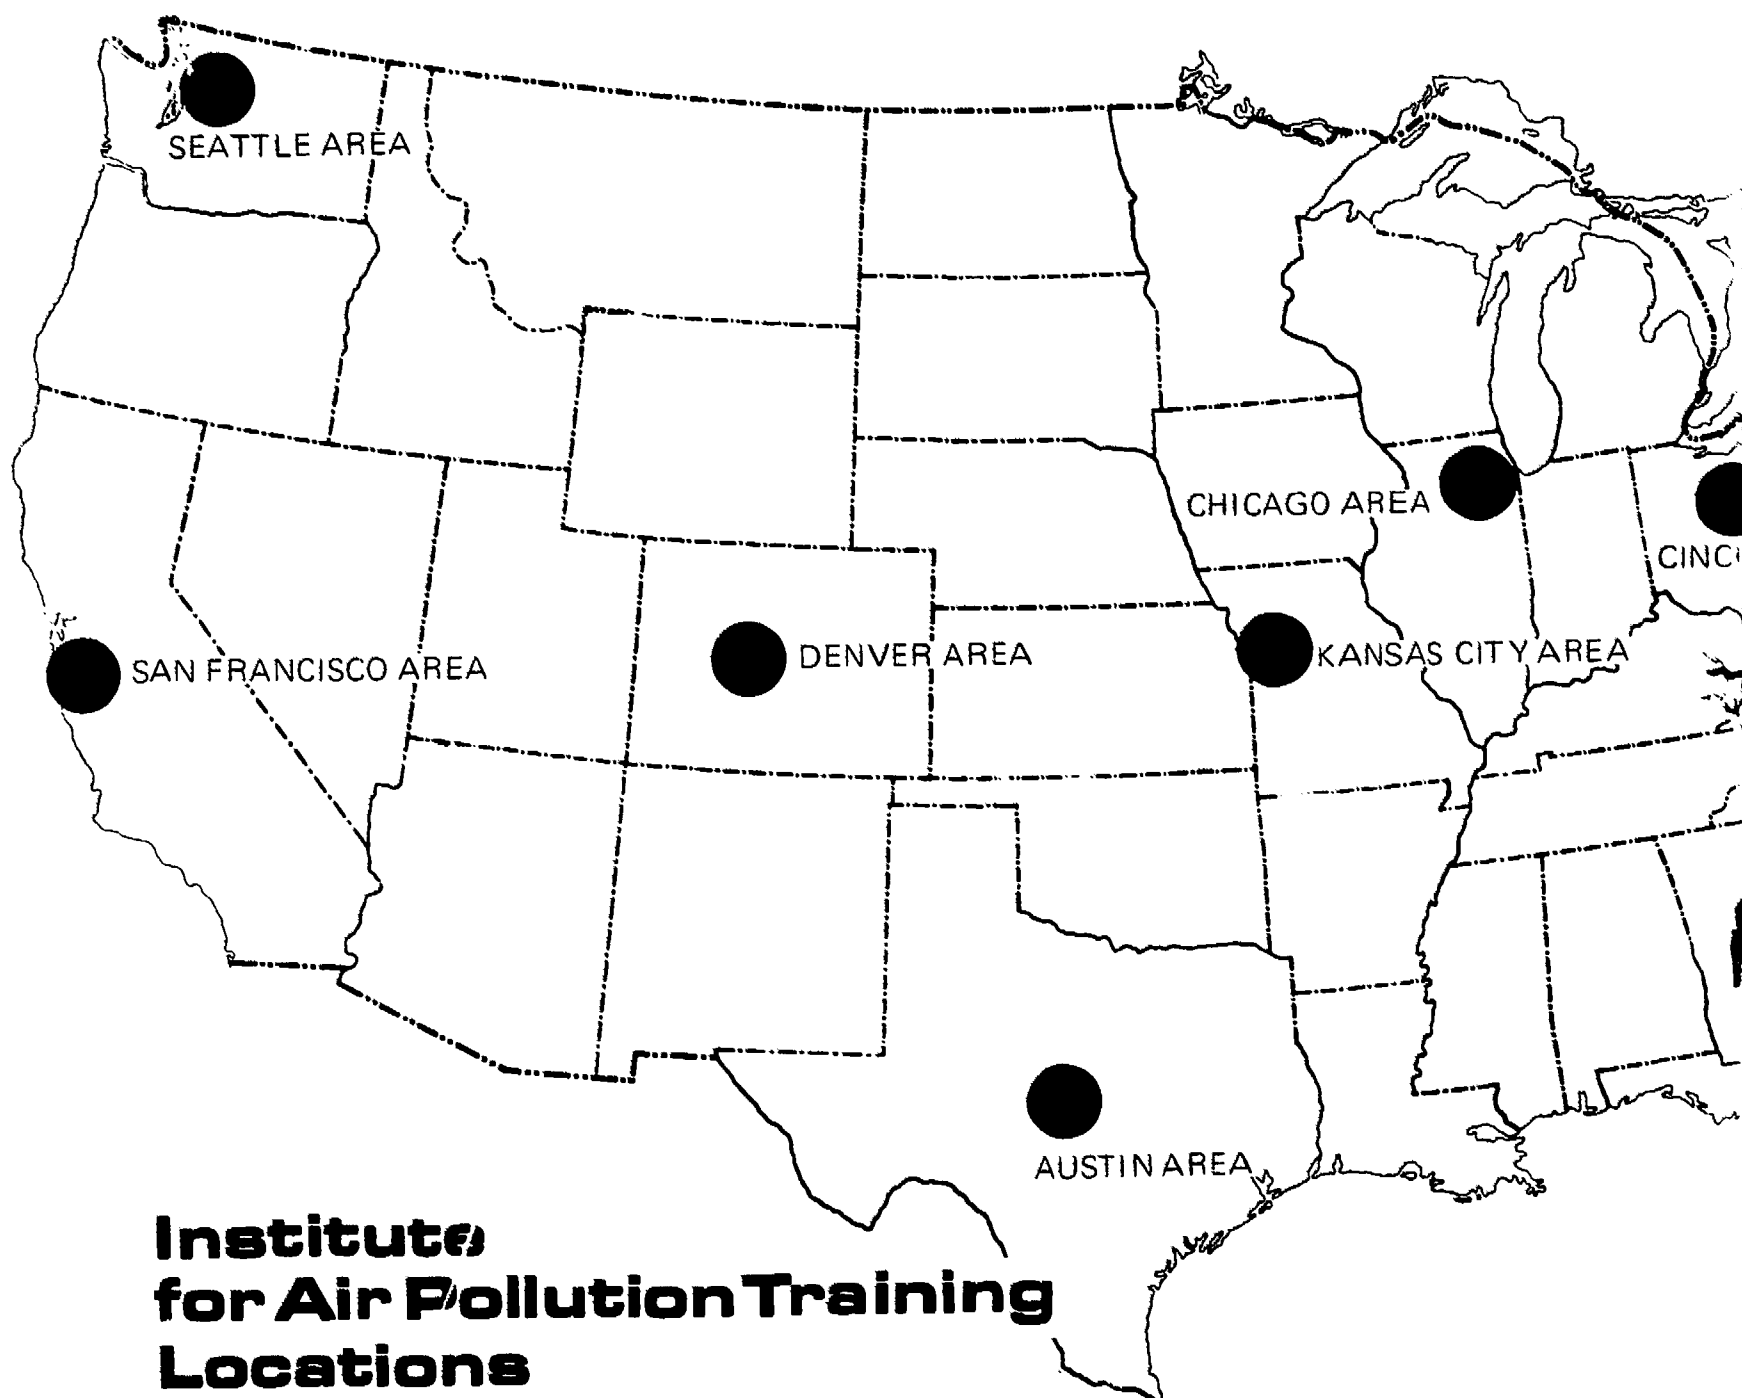 SEATTLE AREA
CHICAGO AREA
CINC
KANSAS CITY AREA
DENVER AREA
SAN FRANCISCO AREA
AUSTIN AREA
Institute
for Air Pollution Training
Locations